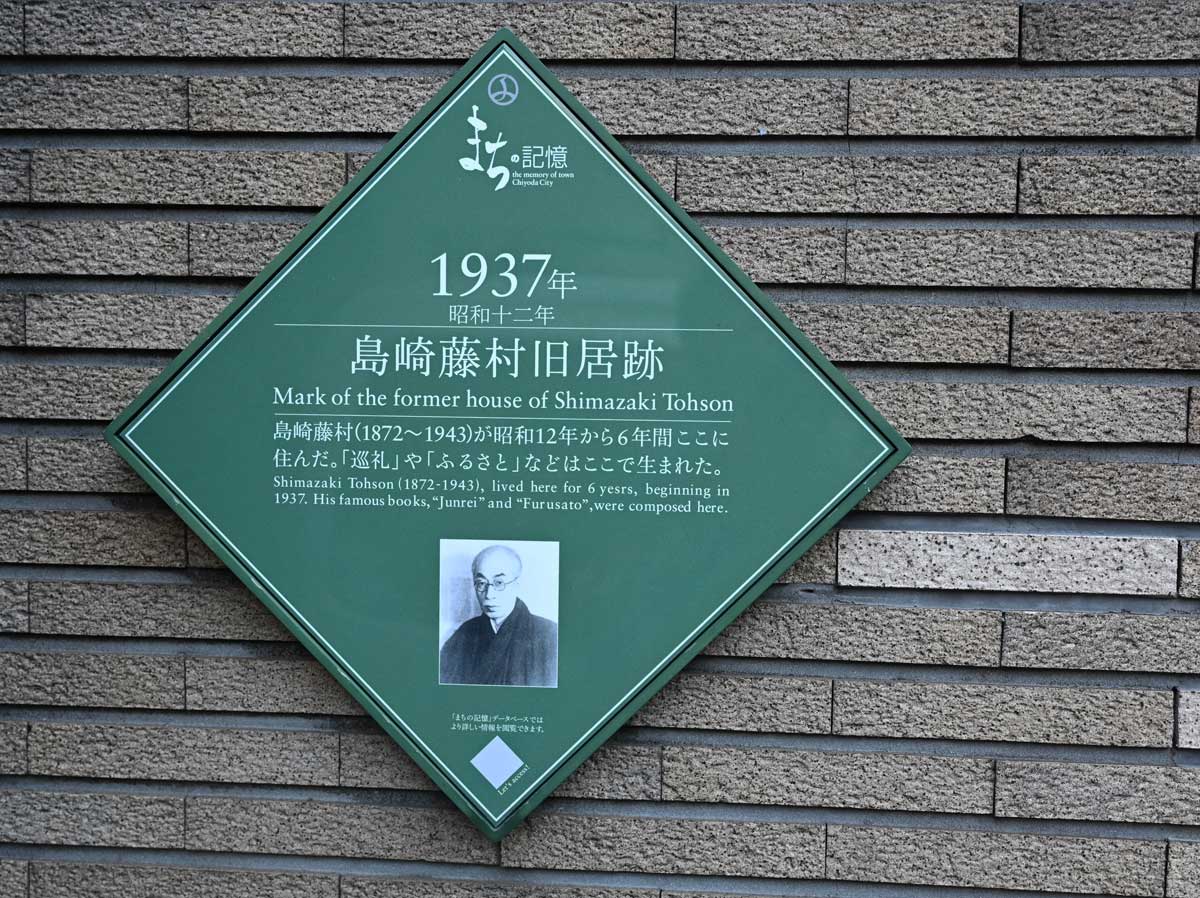 まちの記憶
the memory of town
Chiyoda City
1937年
昭和十二年
島崎藤村旧居跡
Mark of the former house of Shimazaki Tohson
島崎藤村(1872〜1943)が昭和12年から6年間ここに
住んだ。「巡礼」や「ふるさと」などはここで生まれた。
Shimazaki Tohson (1872-1943), lived here for 6 yesrs, beginning in
1937. His famous books, “Junrei” and “Furusato”, were composed here.
「まちの記憶」データベースでは
より詳しい情報を閲覧できます。
Let's access!